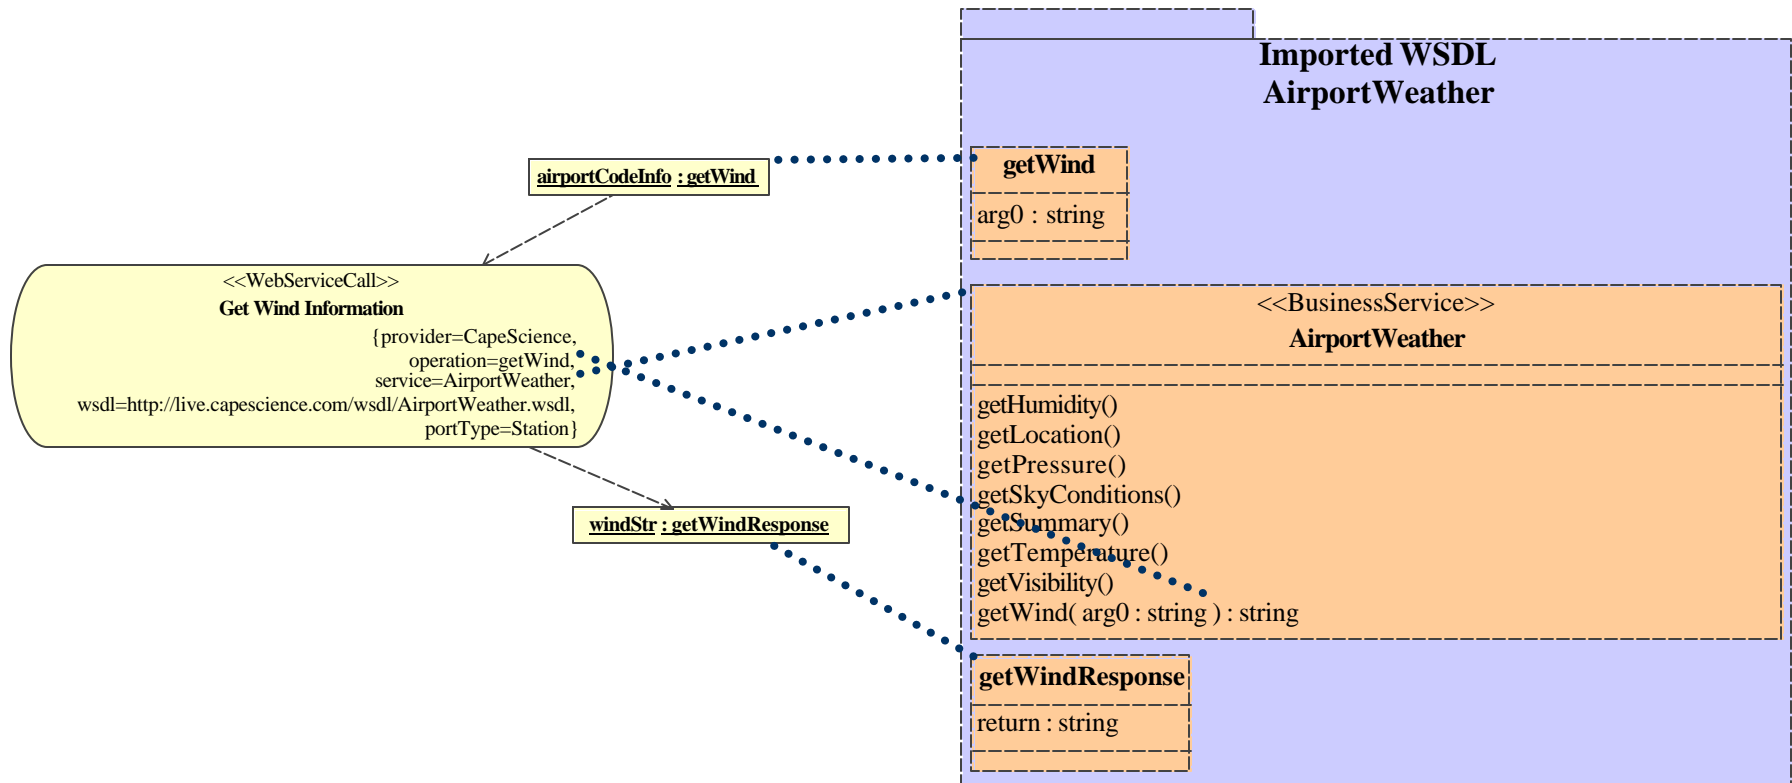 Imported WSDL
AirportWeather
airportCodeInfo : getWind
getWind
arg0 : string
<<WebServiceCall>>
Get Wind Information
{provider=CapeScience,
operation=getWind,
service=AirportWeather,
wsdl=http://live.capescience.com/wsdl/AirportWeather.wsdl,
portType=Station}
<<BusinessService>>
AirportWeather
getHumidity()
getLocation()
getPressure()
getSkyConditions()
getSummary()
getTemperature()
getVisibility()
getWind( arg0 : string ) : string
windStr : getWindResponse
getWindResponse
return : string